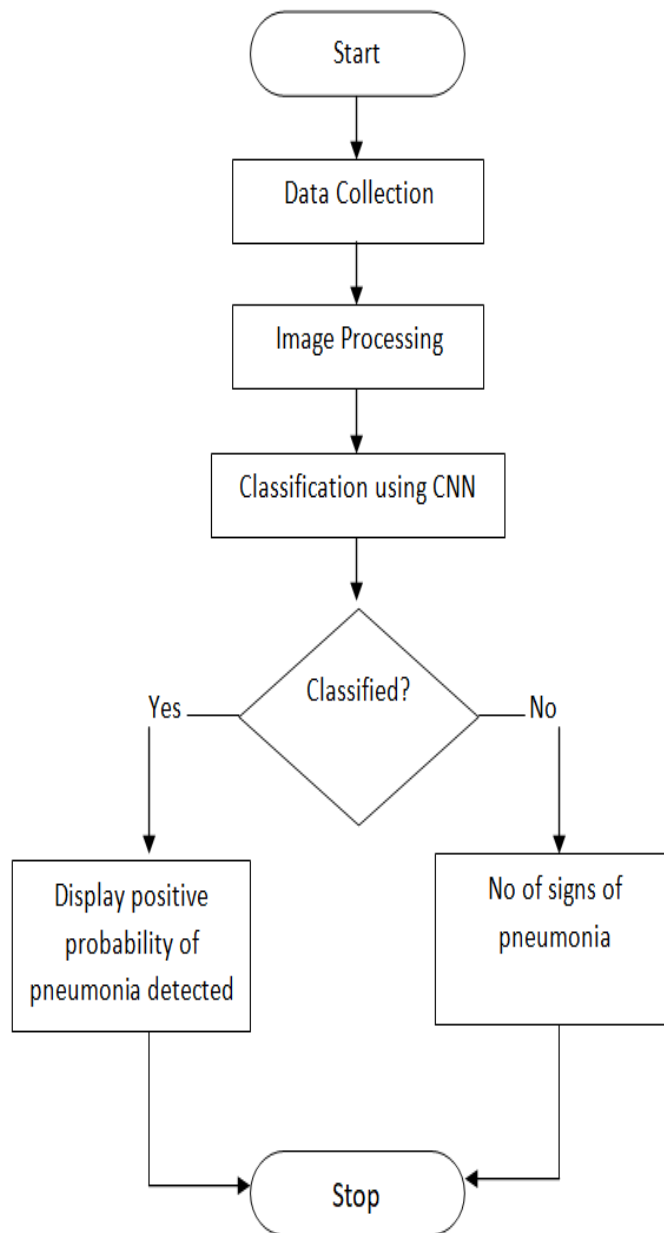 Start
Data Collection
Image Processing
Classification using CNN
Classified?
Yes
No
Display positive
probability of
pneumonia detected
No of signs of
pneumonia
Stop